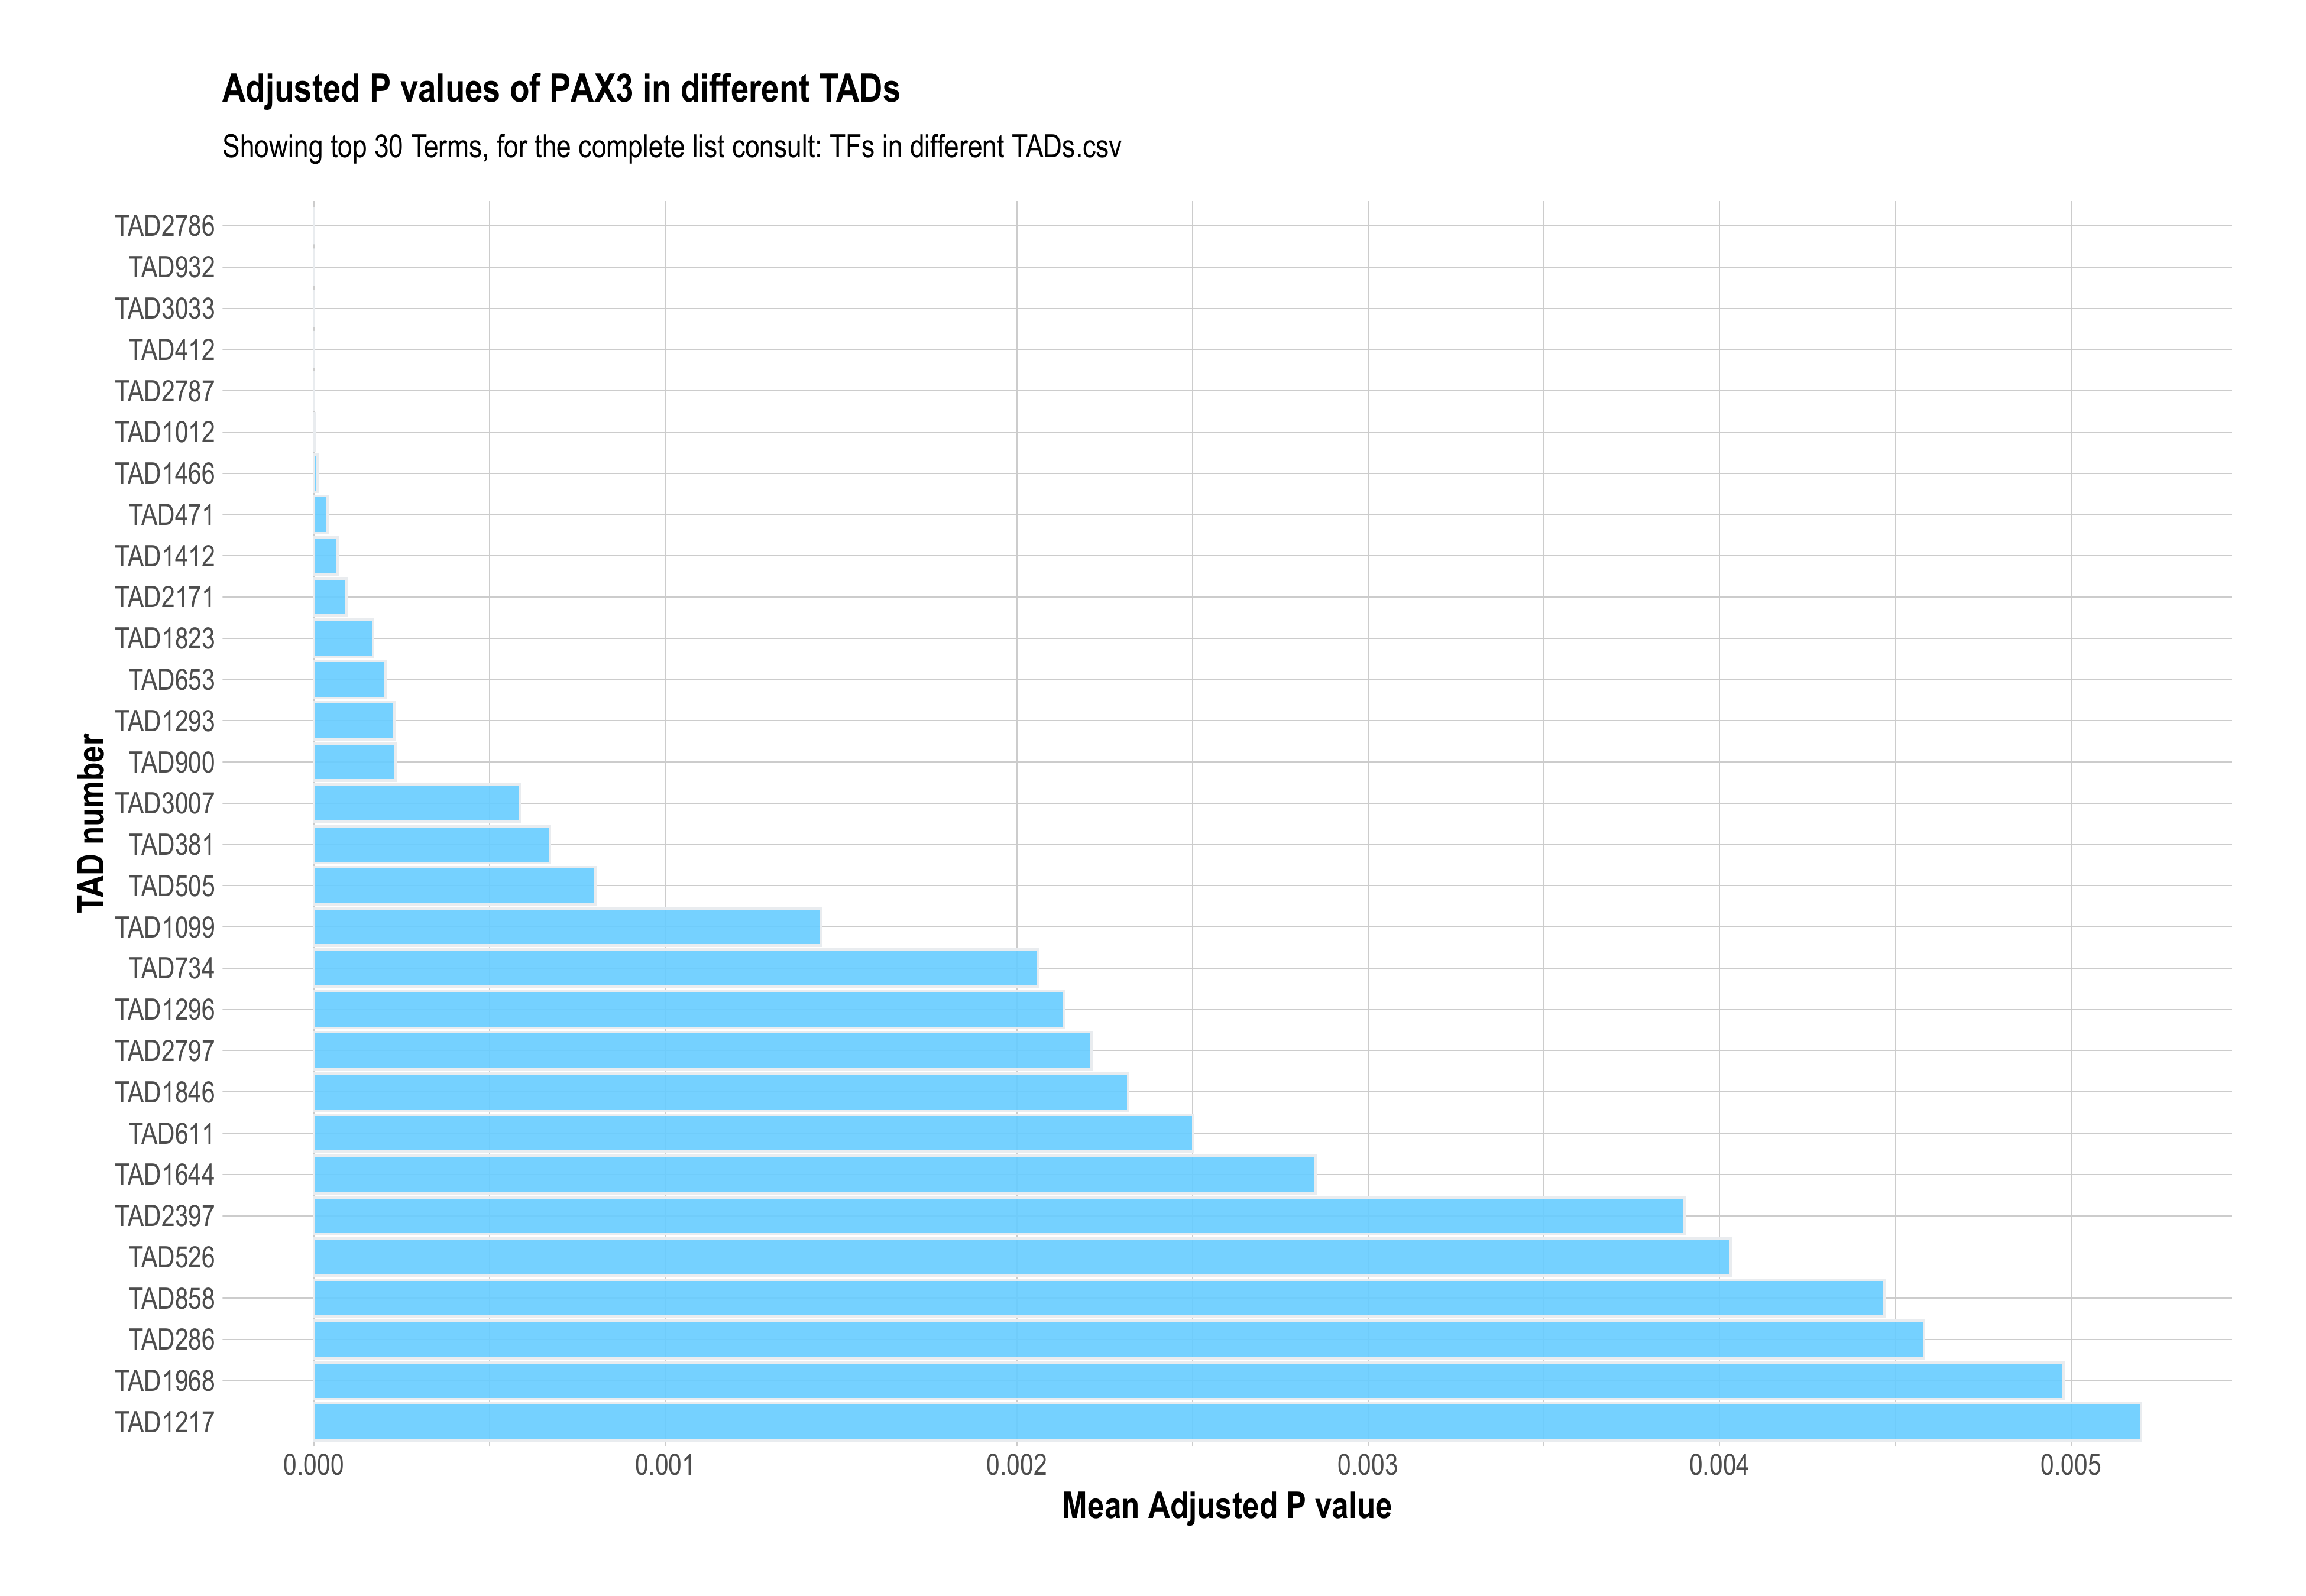 Adjusted P values of PAX3 in different TADs
Showing top 30 Terms, for the complete list consult: TFs in different TADs.csv
TAD number
TAD2786
TAD932
TAD3033
TAD412
TAD2787
TAD1012
TAD1466
TAD471
TAD1412
TAD2171
TAD1823
TAD653
TAD1293
TAD900
TAD3007
TAD381
TAD505
TAD1099
TAD734
TAD1296
TAD2797
TAD1846
TAD611
TAD1644
TAD2397
TAD526
TAD858
TAD286
TAD1968
TAD1217
0.000 0.001 0.002 0.003 0.004 0.005
Mean Adjusted P value